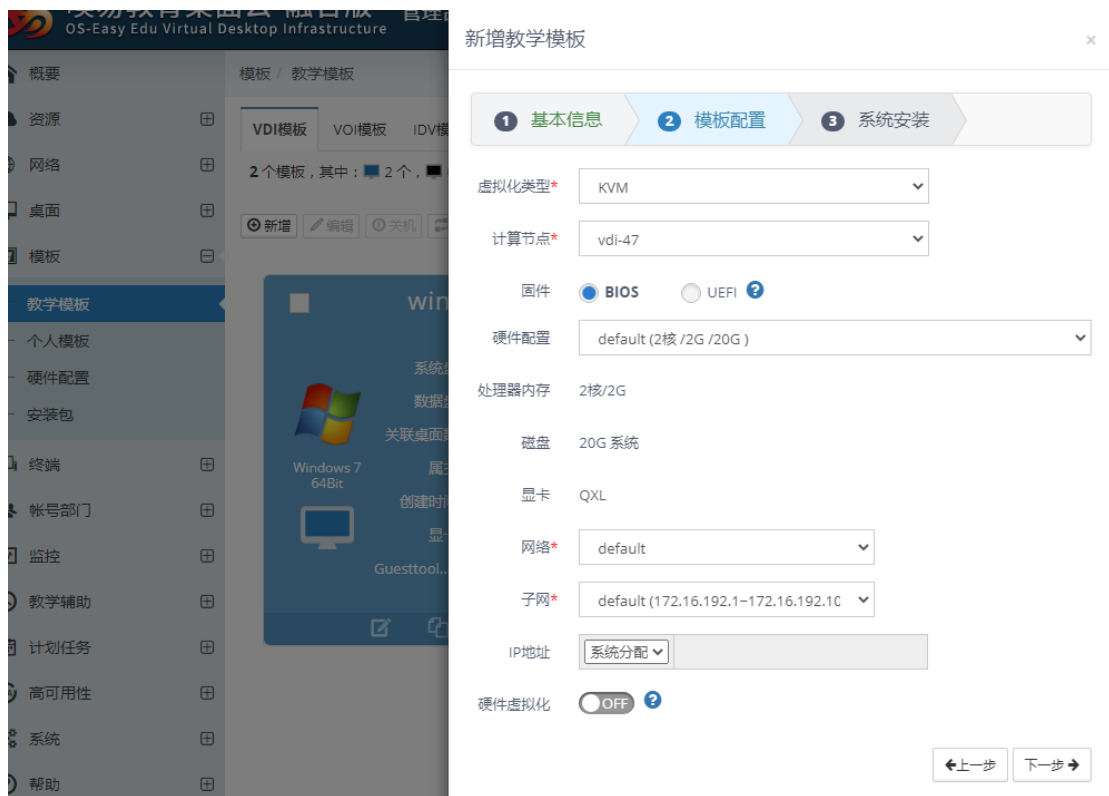 OS-Easy Edu Virtual Desktop Infrastructure
概要
资源
网络
桌面
模板
教学模板
个人模板
硬件配置
安装包
终端
帐号部门
监控
教学辅助
计划任务
高可用性
系统
帮助
模板 / 教学模板
VDI模板 VOI模板 IDV模
2 个模板，其中： 2 个，
新增 编辑 关机
win
系统
数据
关联桌面
Windows 7
64Bit
创建时间
Guesttool..
新增教学模板 ×
1 基本信息 2 模板配置 3 系统安装
虚拟化类型* KVM
计算节点* vdi-47
固件 BIOS UEFI ?
硬件配置 default (2核 /2G /20G )
处理器内存 2核/2G
磁盘 20G 系统
显卡 QXL
网络* default
子网* default (172.16.192.1~172.16.192.10
IP地址 系统分配
硬件虚拟化 OFF ?
上一步 下一步